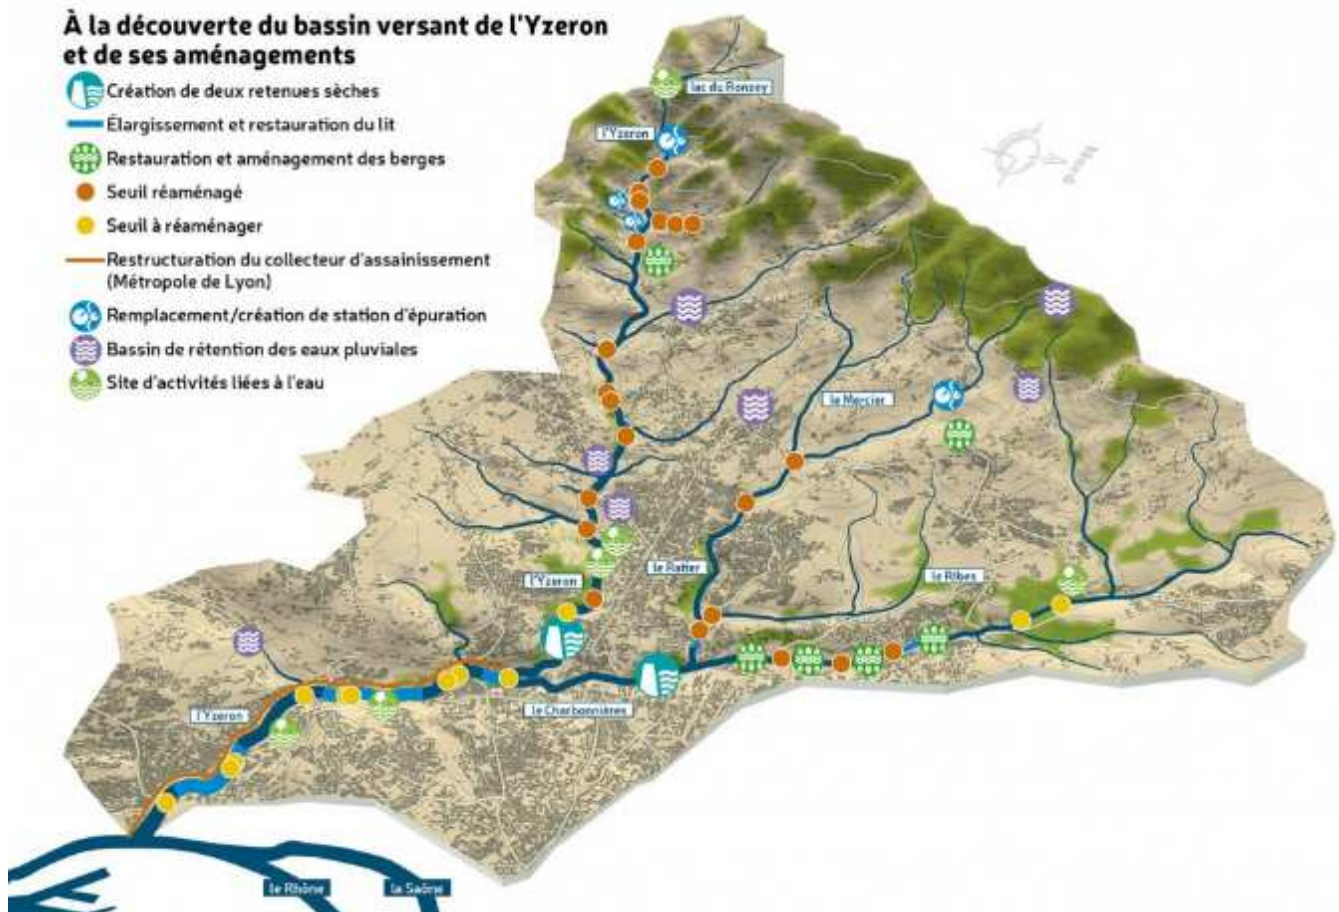 À la découverte du bassin versant de l'Yzeron
et de ses aménagements
Création de deux retenues sèches
Élargissement et restauration du lit
Restauration et aménagement des berges
Seuil réaménagé
Seuil à réaménager
Restructuration du collecteur d'assainissement
(Métropole de Lyon)
Remplacement/création de station d'épuration
Bassin de rétention des eaux pluviales
Site d'activités liées à l'eau
lac du Ronzey
l'Yzeron
le Mercier
l'Yzeron
le Ratier
le Ribes
l'Yzeron
le Charbonnières
le Rhône
la Saône